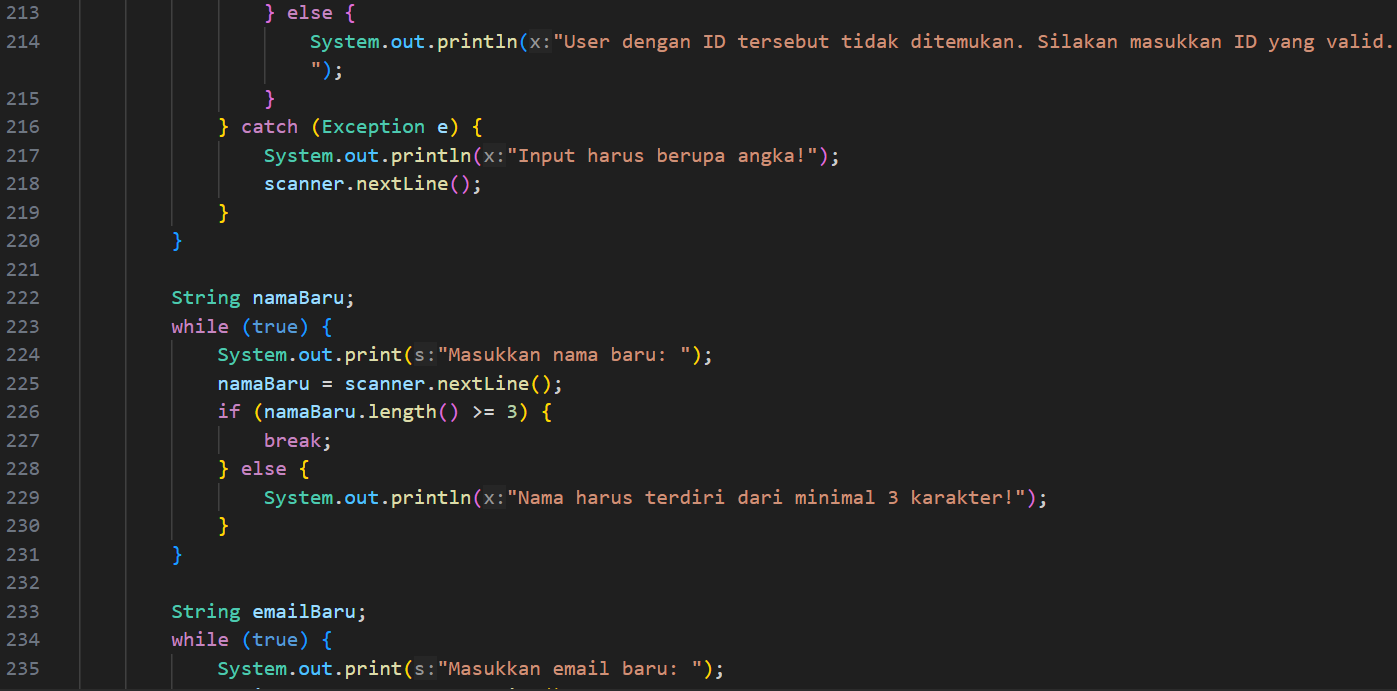 213 } else {
214 System.out.println(x:"User dengan ID tersebut tidak ditemukan. Silakan masukkan ID yang valid.
");
215 }
216 } catch (Exception e) {
217 System.out.println(x:"Input harus berupa angka!");
218 scanner.nextLine();
219 }
220 }
221
222 String namaBaru;
223 while (true) {
224 System.out.print(s:"Masukkan nama baru: ");
225 namaBaru = scanner.nextLine();
226 if (namaBaru.length() >= 3) {
227 break;
228 } else {
229 System.out.println(x:"Nama harus terdiri dari minimal 3 karakter!");
230 }
231 }
232
233 String emailBaru;
234 while (true) {
235 System.out.print(s:"Masukkan email baru: ");